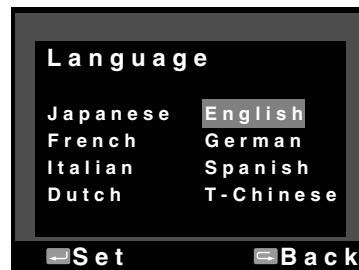 Language
Japanese English
French German
Italian Spanish
Dutch T-Chinese
Set Back